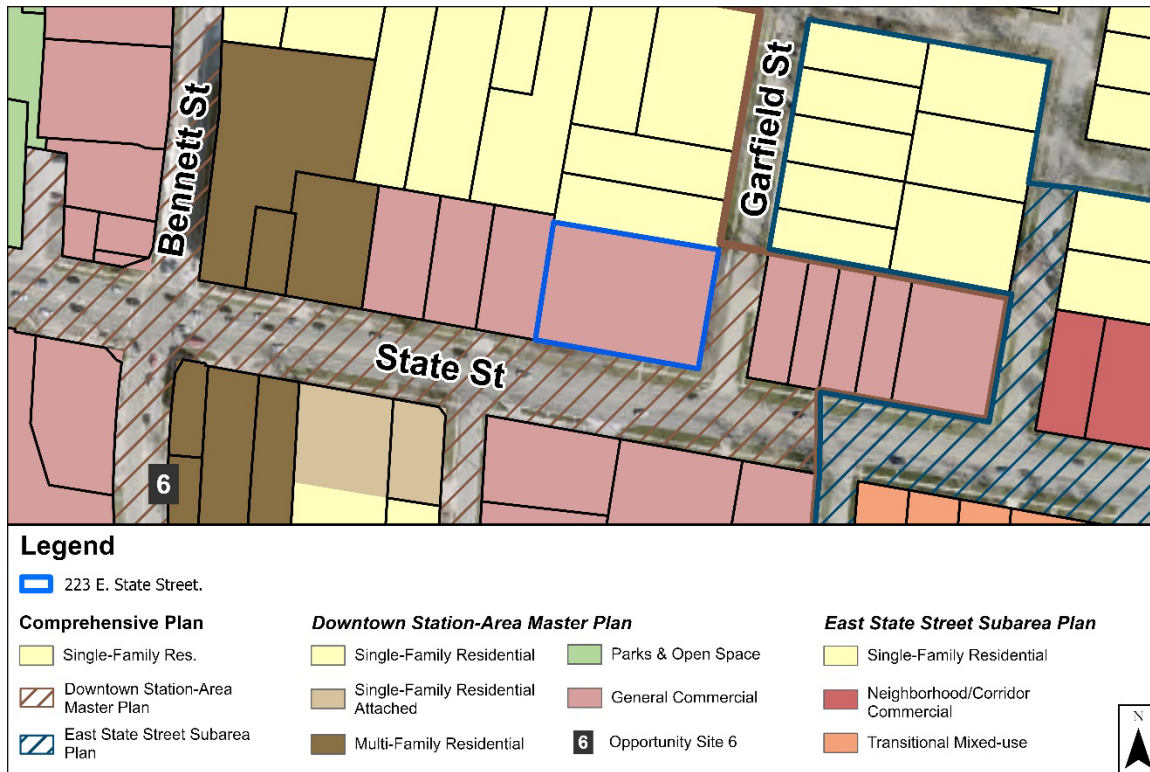 Bennett St
Garfield St
State St
6
Legend
223 E. State Street.
Comprehensive Plan
Single-Family Res.
Downtown Station-Area
Master Plan
East State Street Subarea
Plan
Downtown Station-Area Master Plan
Single-Family Residential
Single-Family Residential
Attached
Multi-Family Residential
Parks & Open Space
General Commercial
6 Opportunity Site 6
East State Street Subarea Plan
Single-Family Residential
Neighborhood/Corridor
Commercial
Transitional Mixed-use
N